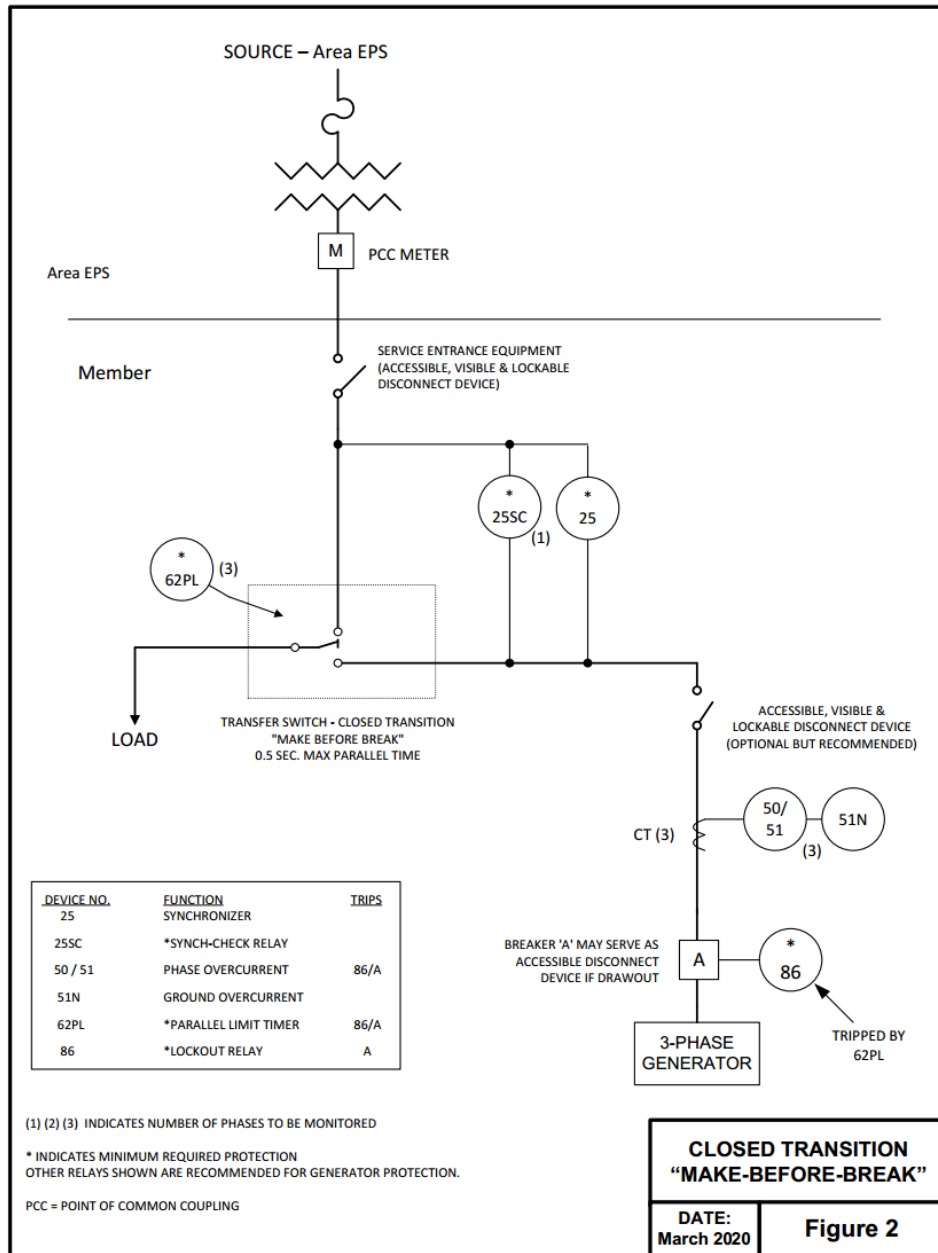 SOURCE – Area EPS
M
PCC METER
Area EPS
Member
SERVICE ENTRANCE EQUIPMENT
(ACCESSIBLE, VISIBLE & LOCKABLE
DISCONNECT DEVICE)
*
25SC
(1)
*
25
*
62PL
(3)
LOAD
TRANSFER SWITCH - CLOSED TRANSITION
"MAKE BEFORE BREAK"
0.5 SEC. MAX PARALLEL TIME
ACCESSIBLE, VISIBLE &
LOCKABLE DISCONNECT DEVICE
(OPTIONAL BUT RECOMMENDED)
CT (3)
50/
51
(3)
51N
BREAKER 'A' MAY SERVE AS
ACCESSIBLE DISCONNECT
DEVICE IF DRAWOUT
A
*
86
TRIPPED BY
62PL
3-PHASE
GENERATOR
DEVICE NO. FUNCTION TRIPS
25 SYNCHRONIZER
25SC *SYNCH-CHECK RELAY
50 / 51 PHASE OVERCURRENT 86/A
51N GROUND OVERCURRENT
62PL *PARALLEL LIMIT TIMER 86/A
86 *LOCKOUT RELAY A
(1) (2) (3) INDICATES NUMBER OF PHASES TO BE MONITORED
* INDICATES MINIMUM REQUIRED PROTECTION
OTHER RELAYS SHOWN ARE RECOMMENDED FOR GENERATOR PROTECTION.
PCC = POINT OF COMMON COUPLING
CLOSED TRANSITION
“MAKE-BEFORE-BREAK”
DATE:
March 2020
Figure 2